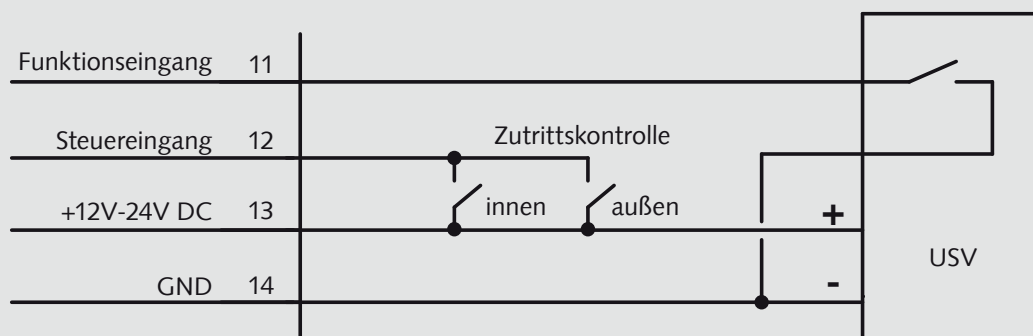 Funktionseingang 11
Steuereingang 12
Zutrittskontrolle
+12V-24V DC 13
innen
außen
+
USV
GND 14
-